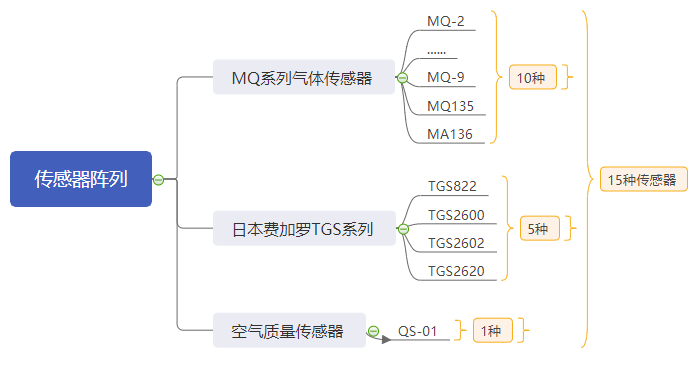 传感器阵列
MQ系列气体传感器
MQ-2
......
MQ-9
MQ135
MA136
10种
日本费加罗TGS系列
TGS822
TGS2600
TGS2602
TGS2620
5种
空气质量传感器
QS-01
1种
15种传感器